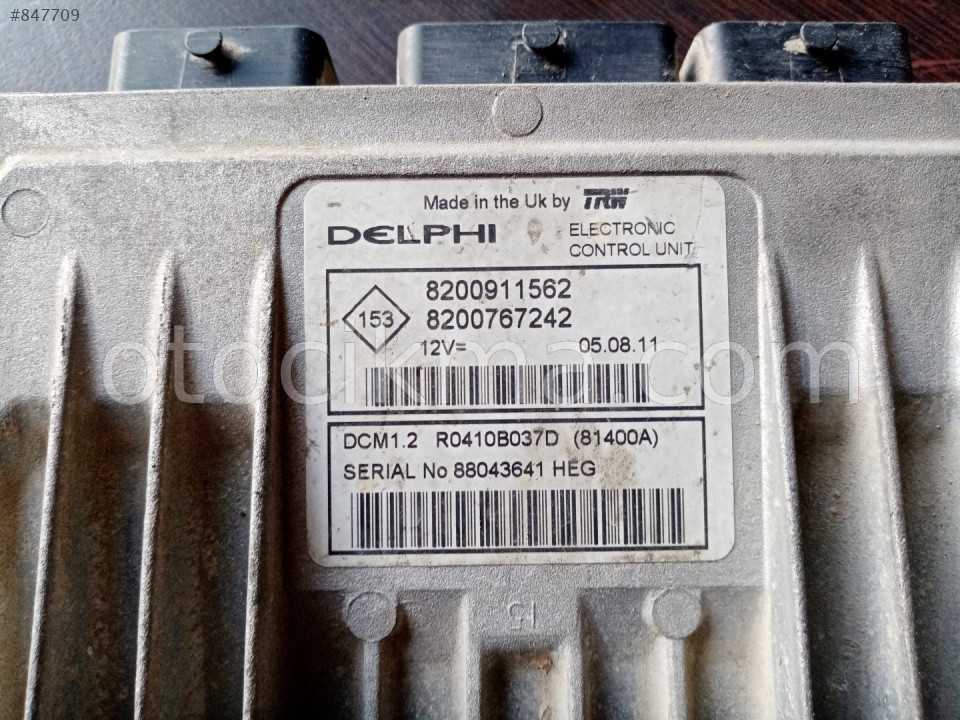 #847709
Made in the Uk by TRW
DELPHI
ELECTRONIC
CONTROL UNIT
8200911562
153
8200767242
12V= 05.08.11
otocikma.com
DCM1.2 R0410B037D (81400A)
SERIAL No 88043641 HEG
15